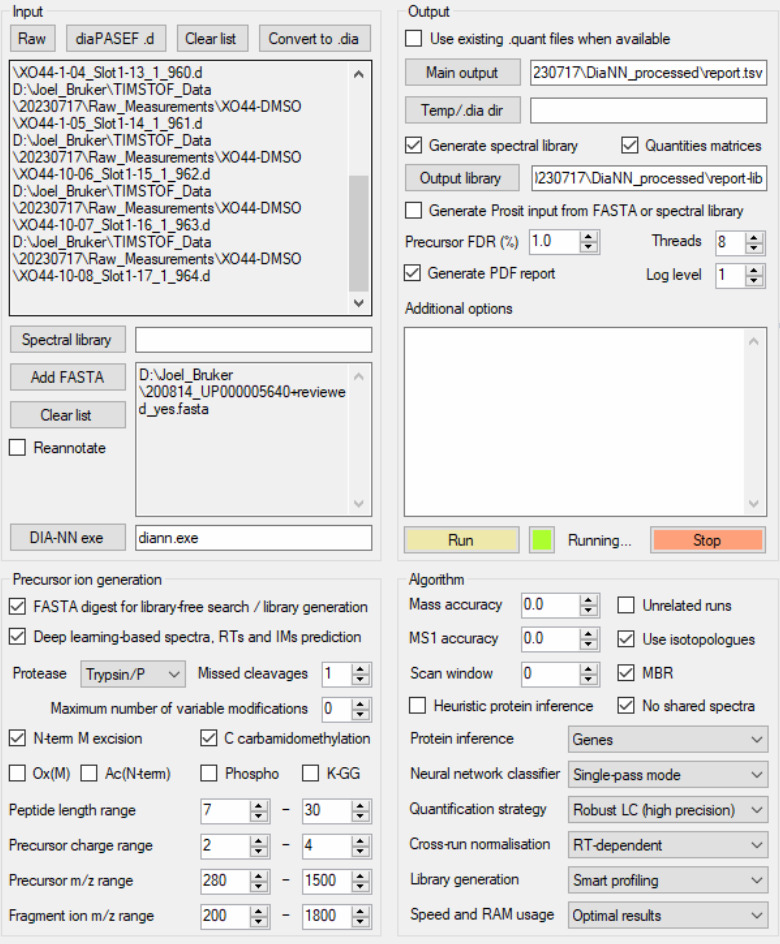 Input
Raw diaPASEF .d Clear list Convert to .dia
\XO44-1-04_Slot1-13_1_960.d
D:\Joel_Bruker\TIMSTOF_Data
\20230717\Raw_Measurements\XO44-DMSO
\XO44-1-05_Slot1-14_1_961.d
D:\Joel_Bruker\TIMSTOF_Data
\20230717\Raw_Measurements\XO44-DMSO
\XO44-10-06_Slot1-15_1_962.d
D:\Joel_Bruker\TIMSTOF_Data
\20230717\Raw_Measurements\XO44-DMSO
\XO44-10-07_Slot1-16_1_963.d
D:\Joel_Bruker\TIMSTOF_Data
\20230717\Raw_Measurements\XO44-DMSO
\XO44-10-08_Slot1-17_1_964.d
Spectral library
Add FASTA
D:\Joel_Bruker
\200814_UP000005640+reviewe
d_yes.fasta
Clear list
Reannotate
DIA-NN exe diann.exe
Output
Use existing .quant files when available
Main output 230717\DiaNN_processed\report.tsv
Temp/.dia dir
Generate spectral library Quantities matrices
Output library 0230717\DiaNN_processed\report-lib
Generate Prosit input from FASTA or spectral library
Precursor FDR (%) 1.0 Threads 8
Generate PDF report Log level 1
Additional options
Run Running... Stop
Precursor ion generation
FASTA digest for library-free search / library generation
Deep learning-based spectra, RTs and IMs prediction
Protease Trypsin/P Missed cleavages 1
Maximum number of variable modifications 0
N-term M excision C carbamidomethylation
Ox(M) Ac(N-term) Phospho K-GG
Peptide length range 7 - 30
Precursor charge range 2 - 4
Precursor m/z range 280 - 1500
Fragment ion m/z range 200 - 1800
Algorithm
Mass accuracy 0.0 Unrelated runs
MS1 accuracy 0.0 Use isotopologues
Scan window 0 MBR
Heuristic protein inference No shared spectra
Protein inference Genes
Neural network classifier Single-pass mode
Quantification strategy Robust LC (high precision)
Cross-run normalisation RT-dependent
Library generation Smart profiling
Speed and RAM usage Optimal results